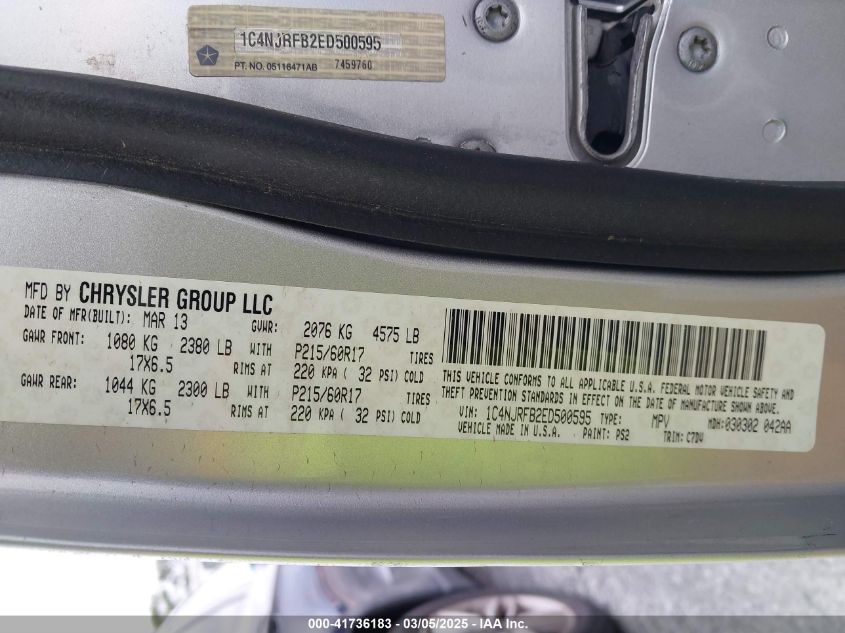 1C4NJRFB2ED500595
PT. NO. 05116471AB 7459760
MFD BY CHRYSLER GROUP LLC
DATE OF MFR(BUILT): MAR 13 GVWR: 2076 KG 4575 LB
GAWR FRONT: 1080 KG 2380 LB WITH P215/60R17 TIRES
17X6.5 RIMS AT 220 KPA ( 32 PSI) COLD
GAWR REAR: 1044 KG 2300 LB WITH P215/60R17 TIRES
17X6.5 RIMS AT 220 KPA ( 32 PSI) COLD
THIS VEHICLE CONFORMS TO ALL APPLICABLE U.S.A. FEDERAL MOTOR VEHICLE SAFETY AND
THEFT PREVENTION STANDARDS IN EFFECT ON THE DATE OF MANUFACTURE SHOWN ABOVE.
VIN: 1C4NJRFB2ED500595 TYPE: MPV MDH:030302 042AA
VEHICLE MADE IN U.S.A. PAINT: PS2 TRIM: C7DV
000-41736183 - 03/05/2025 - IAA Inc.